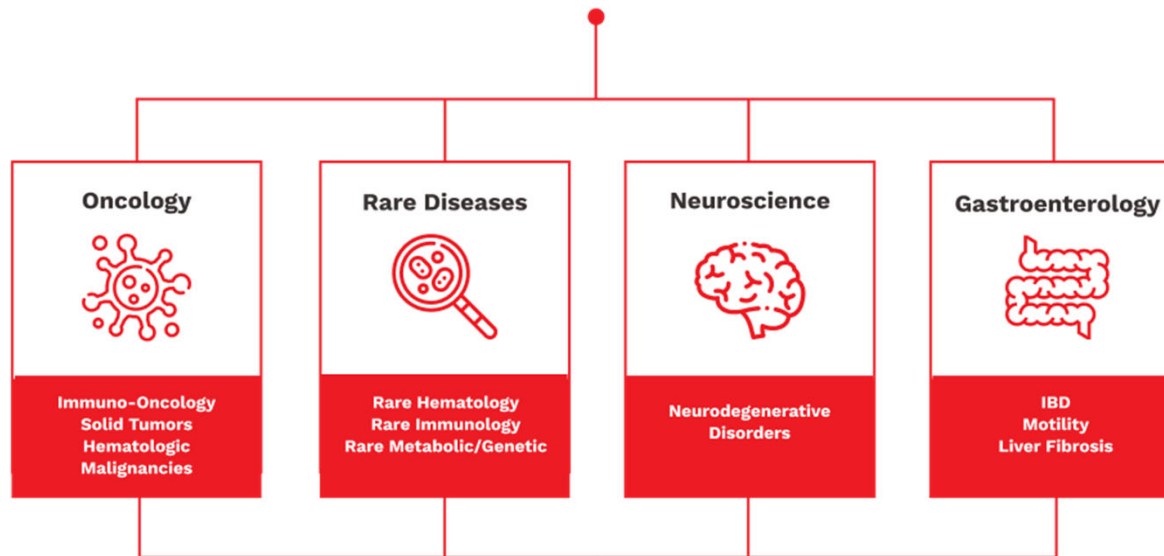 Oncology
Immuno-Oncology
Solid Tumors
Hematologic
Malignancies
Rare Diseases
Rare Hematology
Rare Immunology
Rare Metabolic/Genetic
Neuroscience
Neurodegenerative
Disorders
Gastroenterology
IBD
Motility
Liver Fibrosis